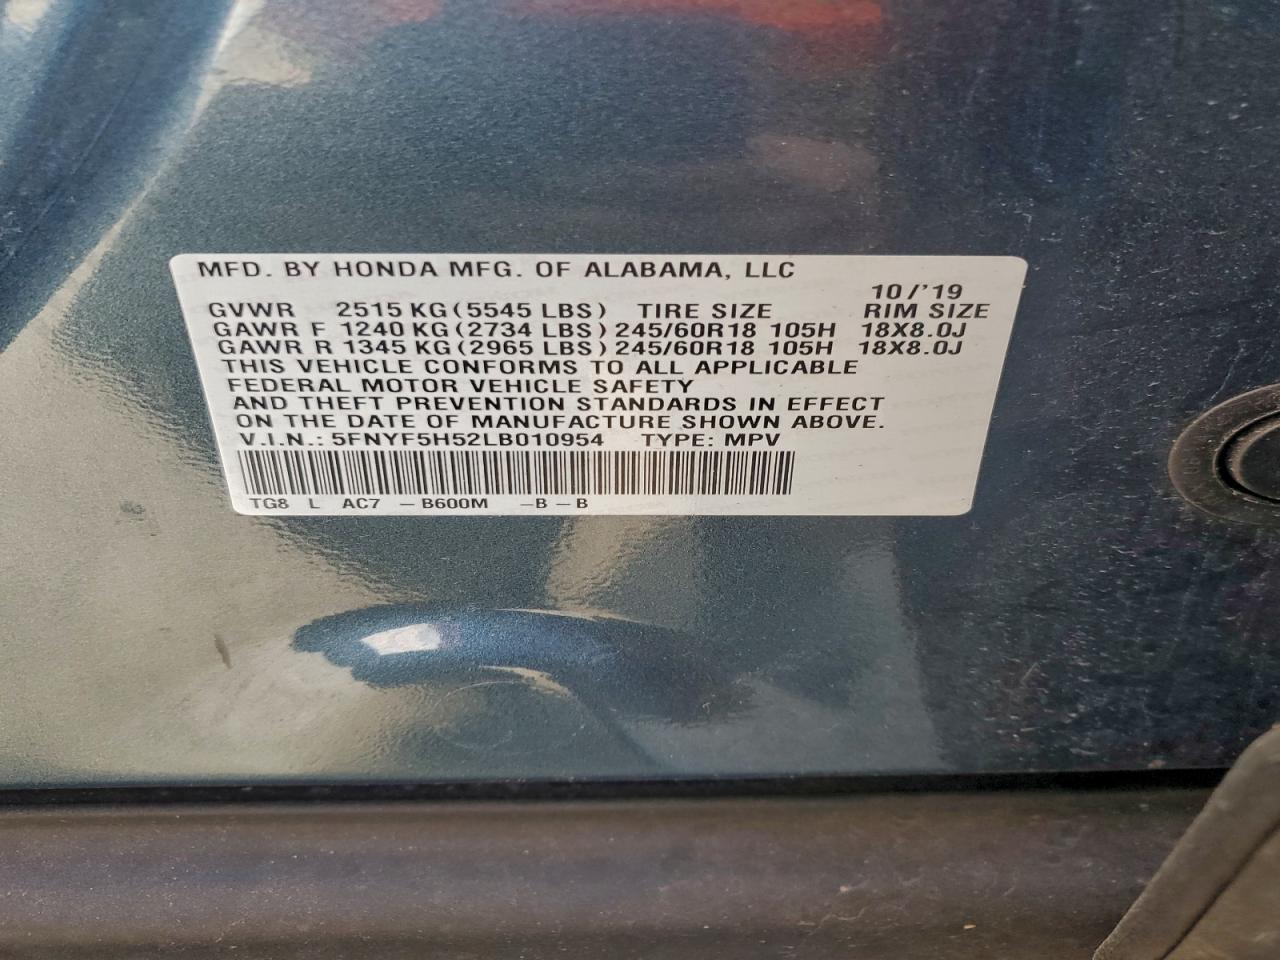 MFD. BY HONDA MFG. OF ALABAMA, LLC
10/'19
GVWR 2515 KG (5545 LBS) TIRE SIZE RIM SIZE
GAWR F 1240 KG (2734 LBS) 245/60R18 105H 18X8.0J
GAWR R 1345 KG (2965 LBS) 245/60R18 105H 18X8.0J
THIS VEHICLE CONFORMS TO ALL APPLICABLE
FEDERAL MOTOR VEHICLE SAFETY
AND THEFT PREVENTION STANDARDS IN EFFECT
ON THE DATE OF MANUFACTURE SHOWN ABOVE.
V.I.N.: 5FNYF5H52LB010954 TYPE: MPV
TG8 L AC7 – B600M – B – B